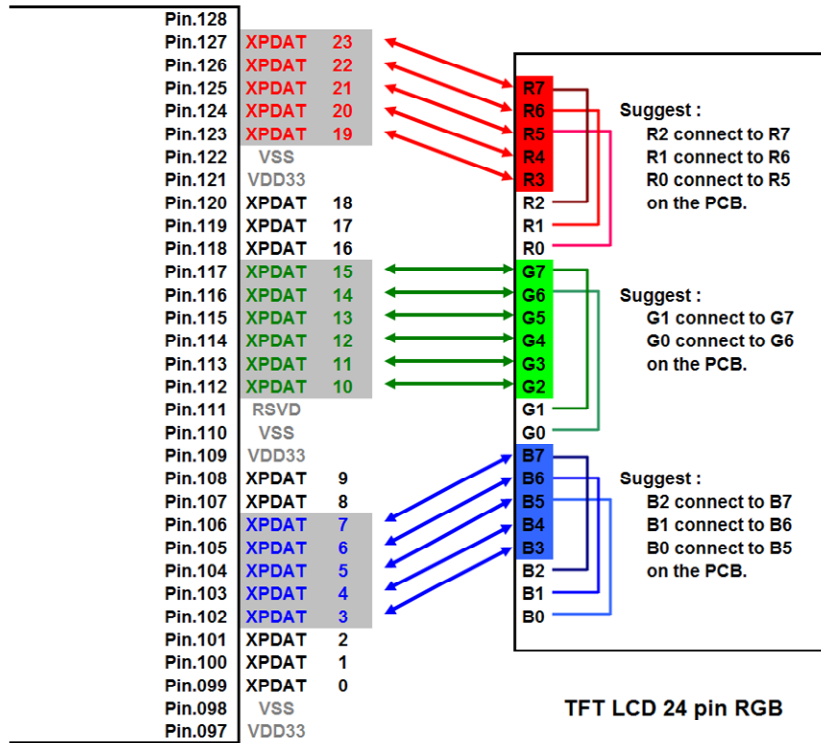 Pin.128
Pin.127 XPDAT 23
Pin.126 XPDAT 22
Pin.125 XPDAT 21
Pin.124 XPDAT 20
Pin.123 XPDAT 19
Pin.122 VSS
Pin.121 VDD33
Pin.120 XPDAT 18
Pin.119 XPDAT 17
Pin.118 XPDAT 16
Pin.117 XPDAT 15
Pin.116 XPDAT 14
Pin.115 XPDAT 13
Pin.114 XPDAT 12
Pin.113 XPDAT 11
Pin.112 XPDAT 10
Pin.111 RSVD
Pin.110 VSS
Pin.109 VDD33
Pin.108 XPDAT 9
Pin.107 XPDAT 8
Pin.106 XPDAT 7
Pin.105 XPDAT 6
Pin.104 XPDAT 5
Pin.103 XPDAT 4
Pin.102 XPDAT 3
Pin.101 XPDAT 2
Pin.100 XPDAT 1
Pin.099 XPDAT 0
Pin.098 VSS
Pin.097 VDD33
R7
R6
R5
R4
R3
R2
R1
R0
G7
G6
G5
G4
G3
G2
G1
G0
B7
B6
B5
B4
B3
B2
B1
B0
Suggest :
R2 connect to R7
R1 connect to R6
R0 connect to R5
on the PCB.
Suggest :
G1 connect to G7
G0 connect to G6
on the PCB.
Suggest :
B2 connect to B7
B1 connect to B6
B0 connect to B5
on the PCB.
TFT LCD 24 pin RGB